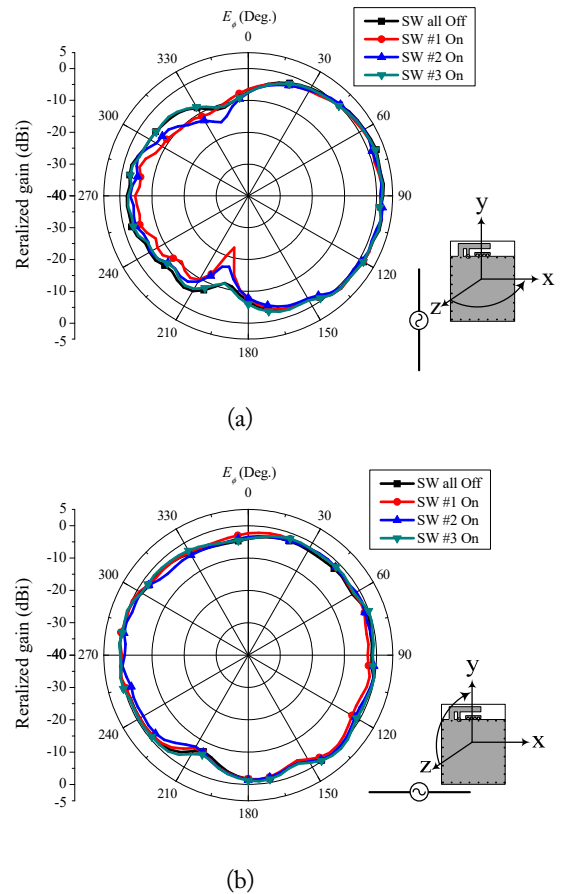 E_ϕ (Deg.)
0
30
60
90
120
150
180
210
240
270
300
330
5
0
-10
-20
-30
-40
-30
-20
-10
0
-5
Reralized gain (dBi)
SW all Off
SW #1 On
SW #2 On
SW #3 On
y
x
z
(a)
E_ϕ (Deg.)
0
30
60
90
120
150
180
210
240
270
300
330
5
0
-10
-20
-30
-40
-30
-20
-10
0
-5
Reralized gain (dBi)
SW all Off
SW #1 On
SW #2 On
SW #3 On
y
x
z
(b)